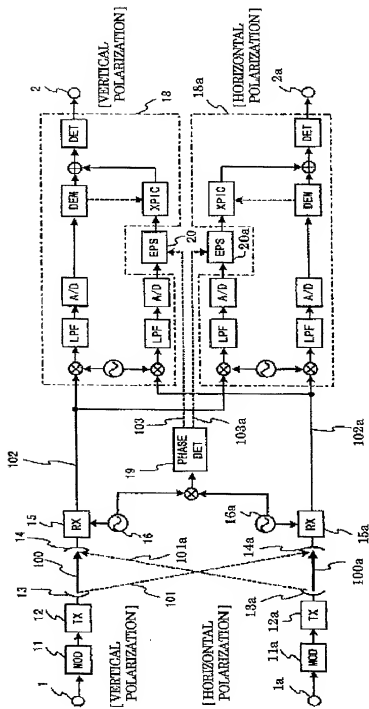 [VERTICAL POLARIZATION]
1
MOD
11
TX
12
13
100
14
RX
15
16
101
101a
102
LPF
A/D
DEM
DET
2
[VERTICAL POLARIZATION]
18
LPF
A/D
EPS
20
XPIC
PHASE DET
19
103
103a
[HORIZONTAL POLARIZATION]
1a
MOD
11a
TX
12a
13a
100a
14a
RX
15a
16a
102a
LPF
A/D
EPS
20a
XPIC
18a
[HORIZONTAL POLARIZATION]
LPF
A/D
DEM
DET
2a